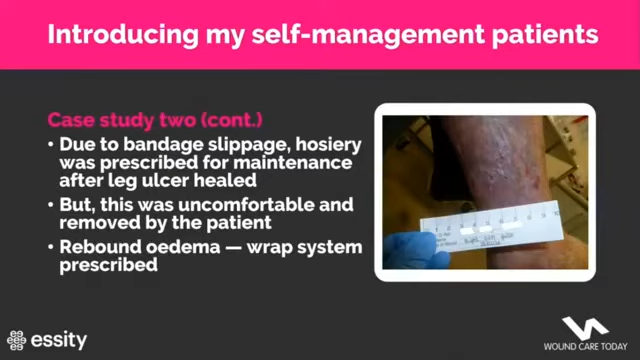 Introducing my self-management patients
Case study two (cont.)
• Due to bandage slippage, hosiery
was prescribed for maintenance
after leg ulcer healed
• But, this was uncomfortable and
removed by the patient
• Rebound oedema — wrap system
prescribed
essity
WOUND CARE TODAY